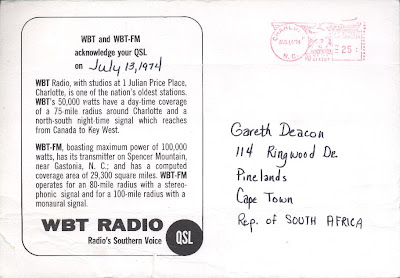 WBT and WBT-FM
acknowledge your QSL
on July 13, 1974
WBT Radio, with studios at 1 Julian Price Place,
Charlotte, is one of the nation's oldest stations.
WBT's 50,000 watts have a day-time coverage
of a 75-mile radius around Charlotte and a
north-south night-time signal which reaches
from Canada to Key West.
WBT-FM, boasting maximum power of 100,000
watts, has its transmitter on Spencer Mountain,
near Gastonia, N. C.; and has a computed
coverage area of 29,300 square miles. WBT-FM
operates for an 80-mile radius with a stereo-
phonic signal and for a 100-mile radius with a
monaural signal.
WBT RADIO
Radio's Southern Voice
QSL
CHARLOTTE
N.C.
Gareth Deacon
114 Ringwood De.
Pinelands
Cape Town
Rep. of SOUTH AFRICA